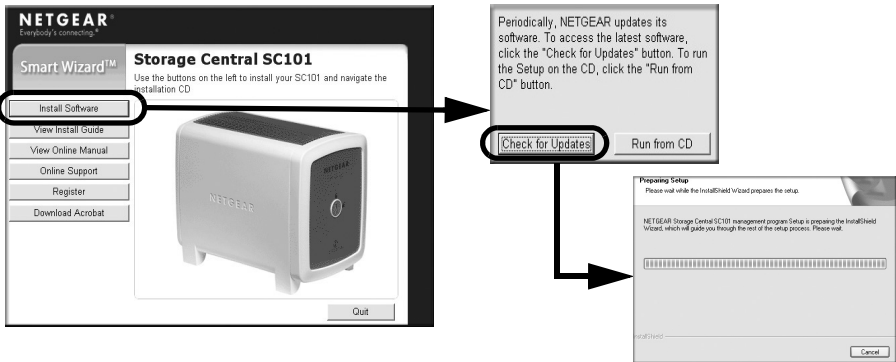 NETGEAR®
Everybody's connecting.®
Smart Wizard™
Storage Central SC101
Use the buttons on the left to install your SC101 and navigate the
installation CD
Install Software
View Install Guide
View Online Manual
Online Support
Register
Download Acrobat
NETGEAR
NETGEAR
Quit
Periodically, NETGEAR updates its
software. To access the latest software,
click the "Check for Updates" button. To run
the Setup on the CD, click the "Run from
CD" button.
Check for Updates
Run from CD
Preparing Setup
Please wait while the InstallShield Wizard prepares the setup.
NETGEAR Storage Central SC101 management program Setup is preparing the InstallShield
Wizard, which will guide you through the rest of the setup process. Please wait.
InstallShield
Cancel